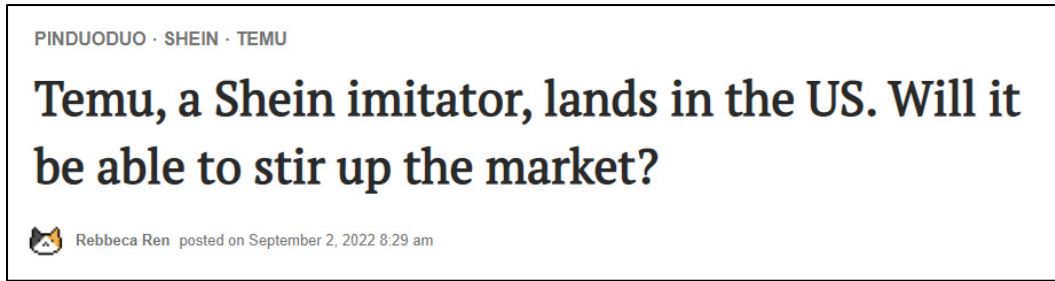 PINDUODUO · SHEIN · TEMU
Temu, a Shein imitator, lands in the US. Will it
be able to stir up the market?
Rebbeca Ren posted on September 2, 2022 8:29 am